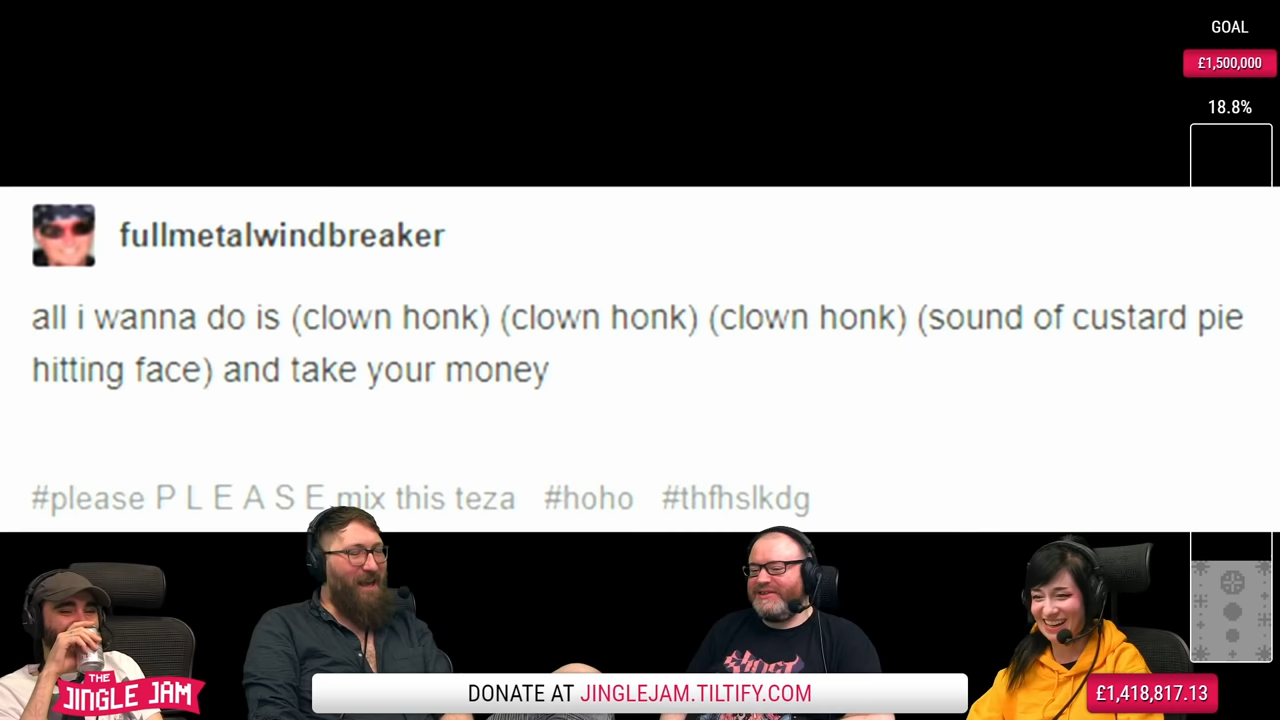 GOAL
£1,500,000
18.8%
fullmetalwindbreaker
all i wanna do is (clown honk) (clown honk) (clown honk) (sound of custard pie
hitting face) and take your money
#please P L E A S E mix this teza #hoho #thfhslkdg
THE
JINGLE JAM
DONATE AT JINGLEJAM.TILTIFY.COM
£1,418,817.13